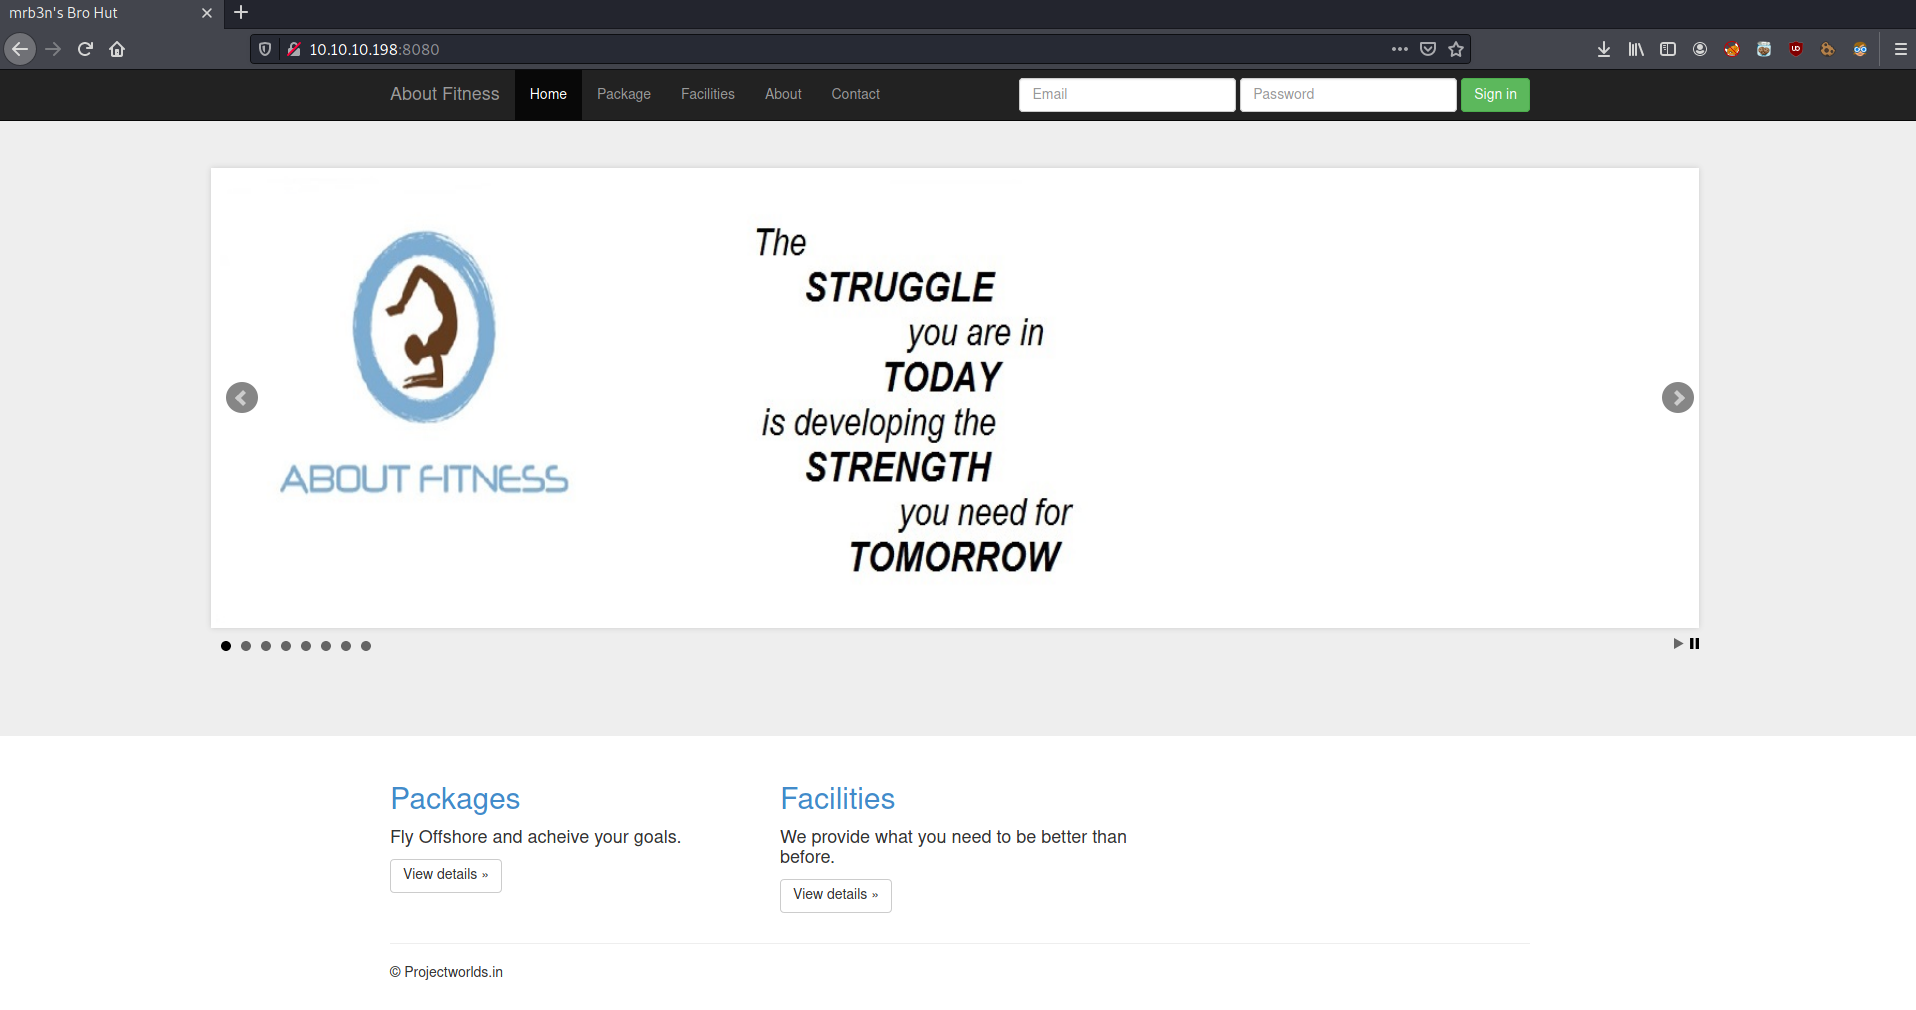 mrb3n's Bro Hut
10.10.10.198:8080
About Fitness
Home
Package
Facilities
About
Contact
Email
Password
Sign in
ABOUT FITNESS
The
STRUGGLE
you are in
TODAY
is developing the
STRENGTH
you need for
TOMORROW
Packages
Fly Offshore and acheive your goals.
View details »
Facilities
We provide what you need to be better than
before.
View details »
© Projectworlds.in